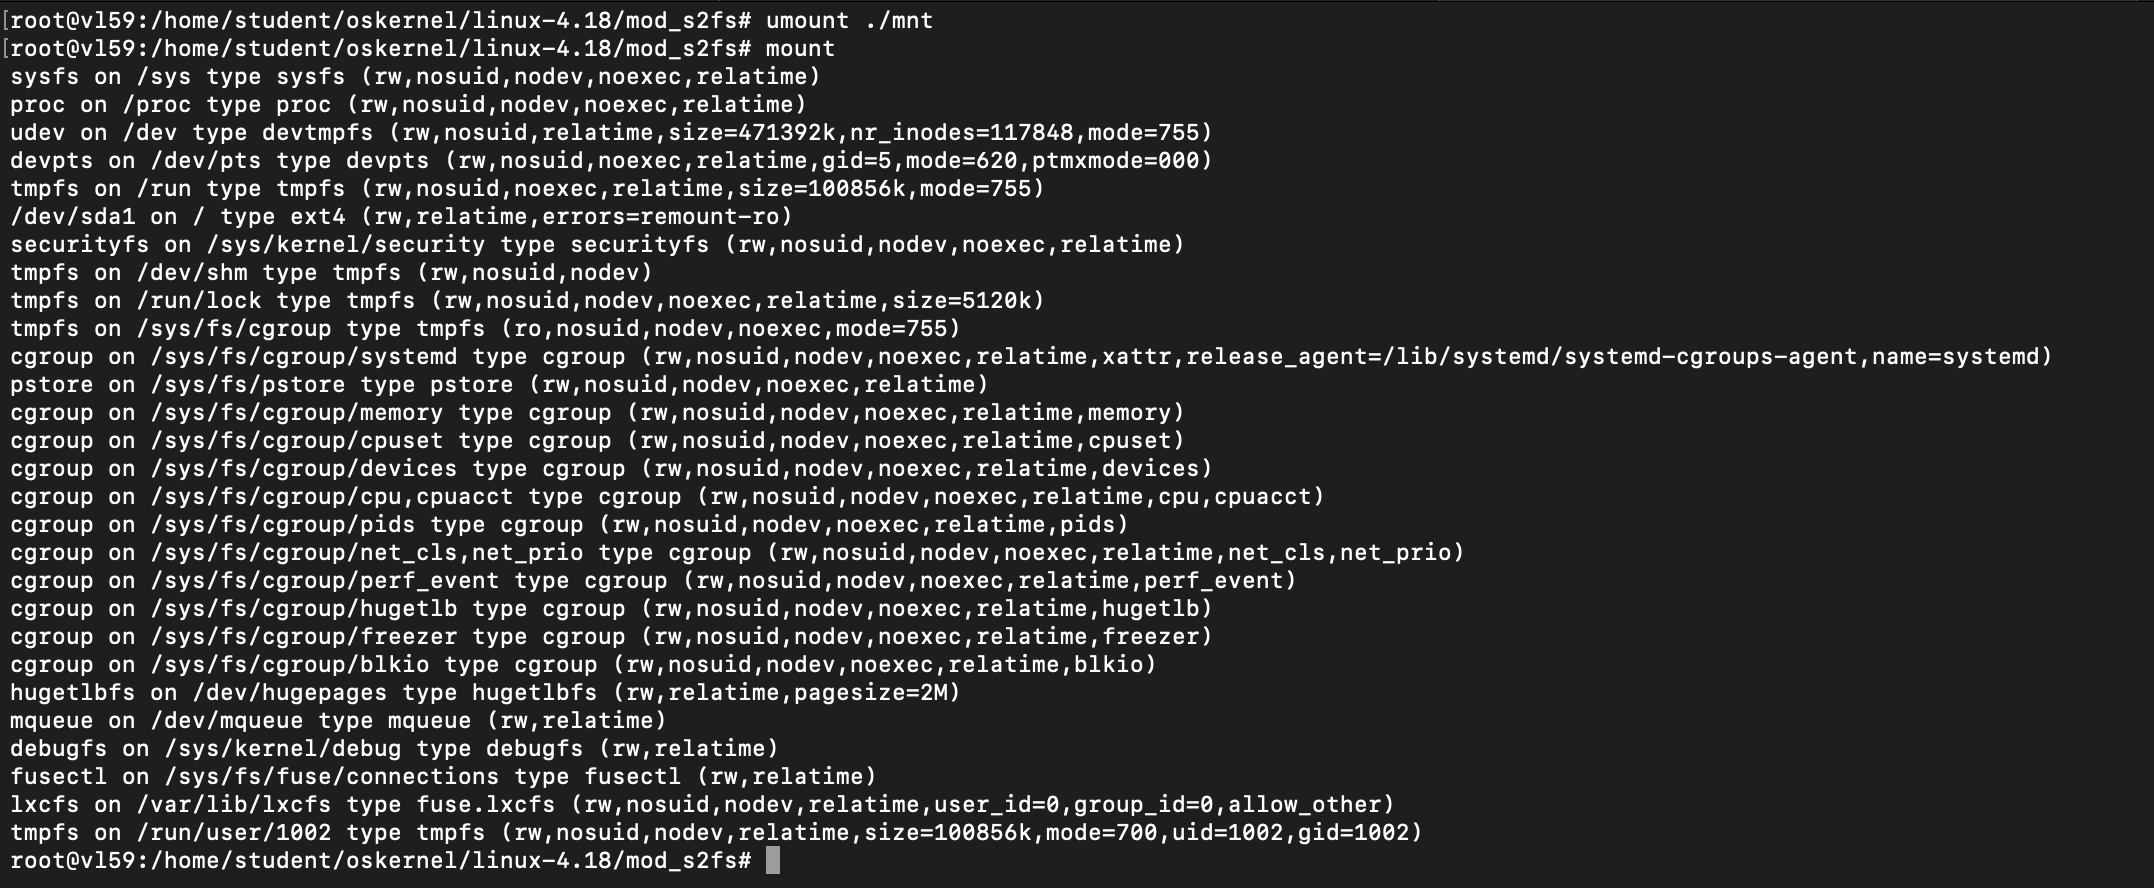 [root@vl59:/home/student/oskernel/linux-4.18/mod_s2fs# umount ./mnt
[root@vl59:/home/student/oskernel/linux-4.18/mod_s2fs# mount
sysfs on /sys type sysfs (rw,nosuid,nodev,noexec,relatime)
proc on /proc type proc (rw,nosuid,nodev,noexec,relatime)
udev on /dev type devtmpfs (rw,nosuid,relatime,size=471392k,nr_inodes=117848,mode=755)
devpts on /dev/pts type devpts (rw,nosuid,noexec,relatime,gid=5,mode=620,ptmxmode=000)
tmpfs on /run type tmpfs (rw,nosuid,noexec,relatime,size=100856k,mode=755)
/dev/sda1 on / type ext4 (rw,relatime,errors=remount-ro)
securityfs on /sys/kernel/security type securityfs (rw,nosuid,nodev,noexec,relatime)
tmpfs on /dev/shm type tmpfs (rw,nosuid,nodev)
tmpfs on /run/lock type tmpfs (rw,nosuid,nodev,noexec,relatime,size=5120k)
tmpfs on /sys/fs/cgroup type tmpfs (ro,nosuid,nodev,noexec,mode=755)
cgroup on /sys/fs/cgroup/systemd type cgroup (rw,nosuid,nodev,noexec,relatime,xattr,release_agent=/lib/systemd/systemd-cgroups-agent,name=systemd)
pstore on /sys/fs/pstore type pstore (rw,nosuid,nodev,noexec,relatime)
cgroup on /sys/fs/cgroup/memory type cgroup (rw,nosuid,nodev,noexec,relatime,memory)
cgroup on /sys/fs/cgroup/cpuset type cgroup (rw,nosuid,nodev,noexec,relatime,cpuset)
cgroup on /sys/fs/cgroup/devices type cgroup (rw,nosuid,nodev,noexec,relatime,devices)
cgroup on /sys/fs/cgroup/cpu,cpuacct type cgroup (rw,nosuid,nodev,noexec,relatime,cpu,cpuacct)
cgroup on /sys/fs/cgroup/pids type cgroup (rw,nosuid,nodev,noexec,relatime,pids)
cgroup on /sys/fs/cgroup/net_cls,net_prio type cgroup (rw,nosuid,nodev,noexec,relatime,net_cls,net_prio)
cgroup on /sys/fs/cgroup/perf_event type cgroup (rw,nosuid,nodev,noexec,relatime,perf_event)
cgroup on /sys/fs/cgroup/hugetlb type cgroup (rw,nosuid,nodev,noexec,relatime,hugetlb)
cgroup on /sys/fs/cgroup/freezer type cgroup (rw,nosuid,nodev,noexec,relatime,freezer)
cgroup on /sys/fs/cgroup/blkio type cgroup (rw,nosuid,nodev,noexec,relatime,blkio)
hugetlbfs on /dev/hugepages type hugetlbfs (rw,relatime,pagesize=2M)
mqueue on /dev/mqueue type mqueue (rw,relatime)
debugfs on /sys/kernel/debug type debugfs (rw,relatime)
fusectl on /sys/fs/fuse/connections type fusectl (rw,relatime)
lxcfs on /var/lib/lxcfs type fuse.lxcfs (rw,nosuid,nodev,relatime,user_id=0,group_id=0,allow_other)
tmpfs on /run/user/1002 type tmpfs (rw,nosuid,nodev,relatime,size=100856k,mode=700,uid=1002,gid=1002)
root@vl59:/home/student/oskernel/linux-4.18/mod_s2fs#